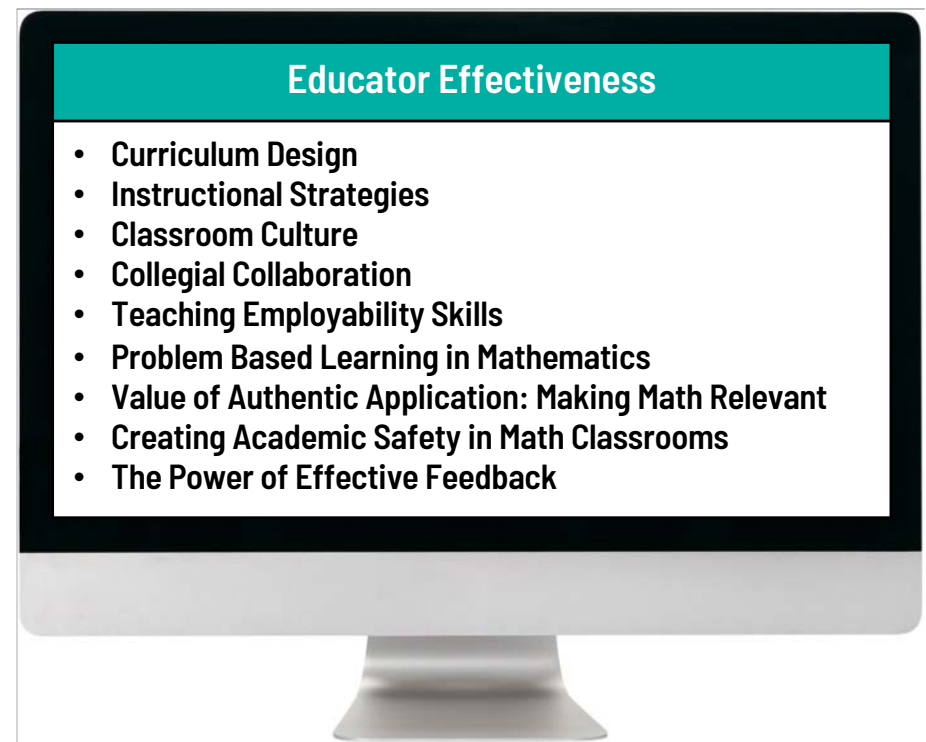 Educator Effectiveness
• Curriculum Design
• Instructional Strategies
• Classroom Culture
• Collegial Collaboration
• Teaching Employability Skills
• Problem Based Learning in Mathematics
• Value of Authentic Application: Making Math Relevant
• Creating Academic Safety in Math Classrooms
• The Power of Effective Feedback